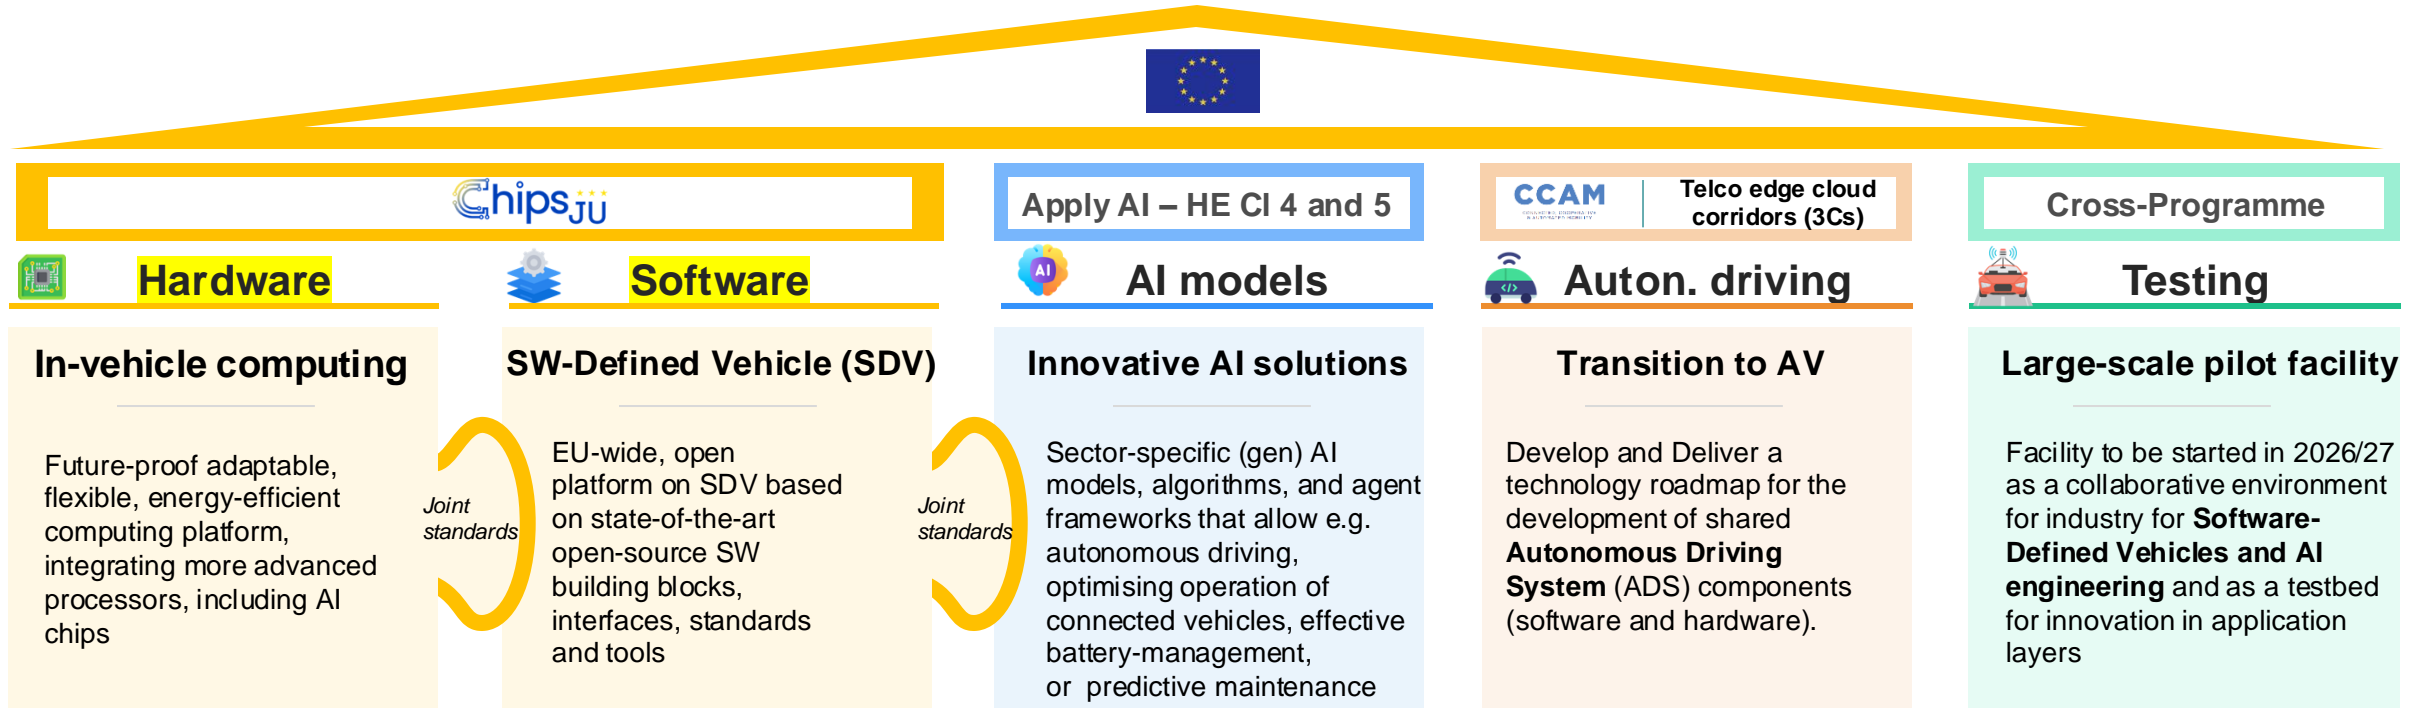 Chips JU
Apply AI – HE Cl 4 and 5
CCAM
Telco edge cloud
corridors (3Cs)
Cross-Programme
Hardware
Software
AI
AI models
</>
Auton. driving
Testing
In-vehicle computing
Future-proof adaptable,
flexible, energy-efficient
computing platform,
integrating more advanced
processors, including AI
chips
Joint
standards
SW-Defined Vehicle (SDV)
EU-wide, open
platform on SDV based
on state-of-the-art
open-source SW
building blocks,
interfaces, standards
and tools
Joint
standards
Innovative AI solutions
Sector-specific (gen) AI
models, algorithms, and agent
frameworks that allow e.g.
autonomous driving,
optimising operation of
connected vehicles, effective
battery-management,
or predictive maintenance
Transition to AV
Develop and Deliver a
technology roadmap for the
development of shared
Autonomous Driving
System (ADS) components
(software and hardware).
Large-scale pilot facility
Facility to be started in 2026/27
as a collaborative environment
for industry for Software-
Defined Vehicles and AI
engineering and as a testbed
for innovation in application
layers